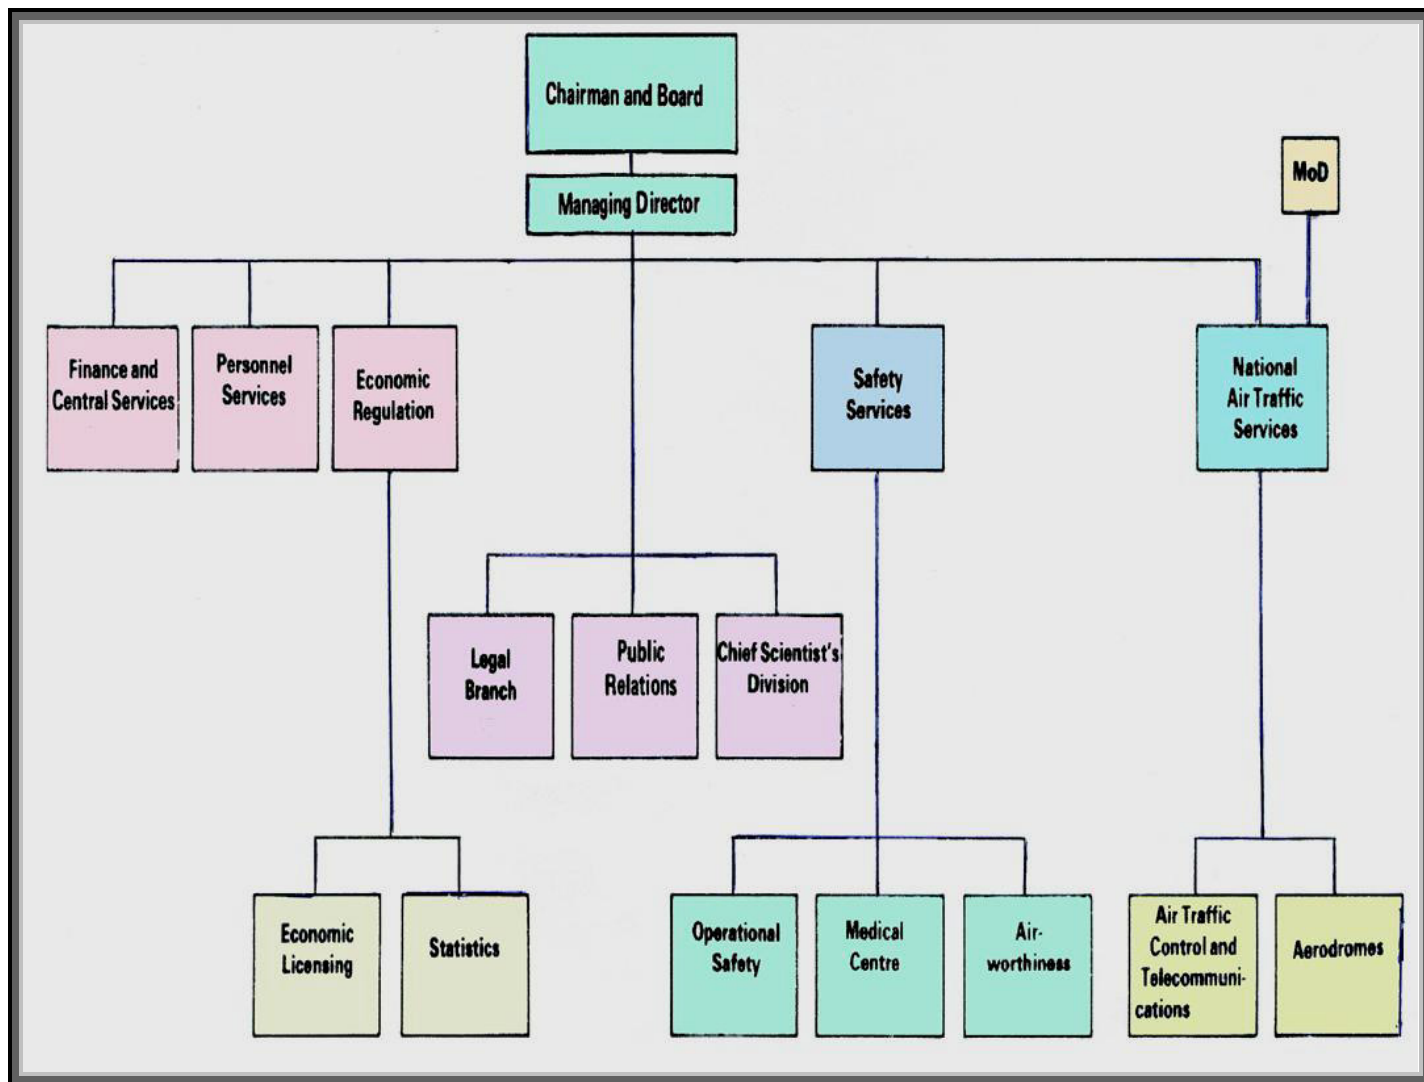 Chairman and Board
MoD
Managing Director
Finance and
Central Services
Personnel
Services
Economic
Regulation
Safety
Services
National
Air Traffic
Services
Legal
Branch
Public
Relations
Chief Scientist's
Division
Economic
Licensing
Statistics
Operational
Safety
Medical
Centre
Air-
worthiness
Air Traffic
Control and
Telecommuni-
cations
Aerodromes